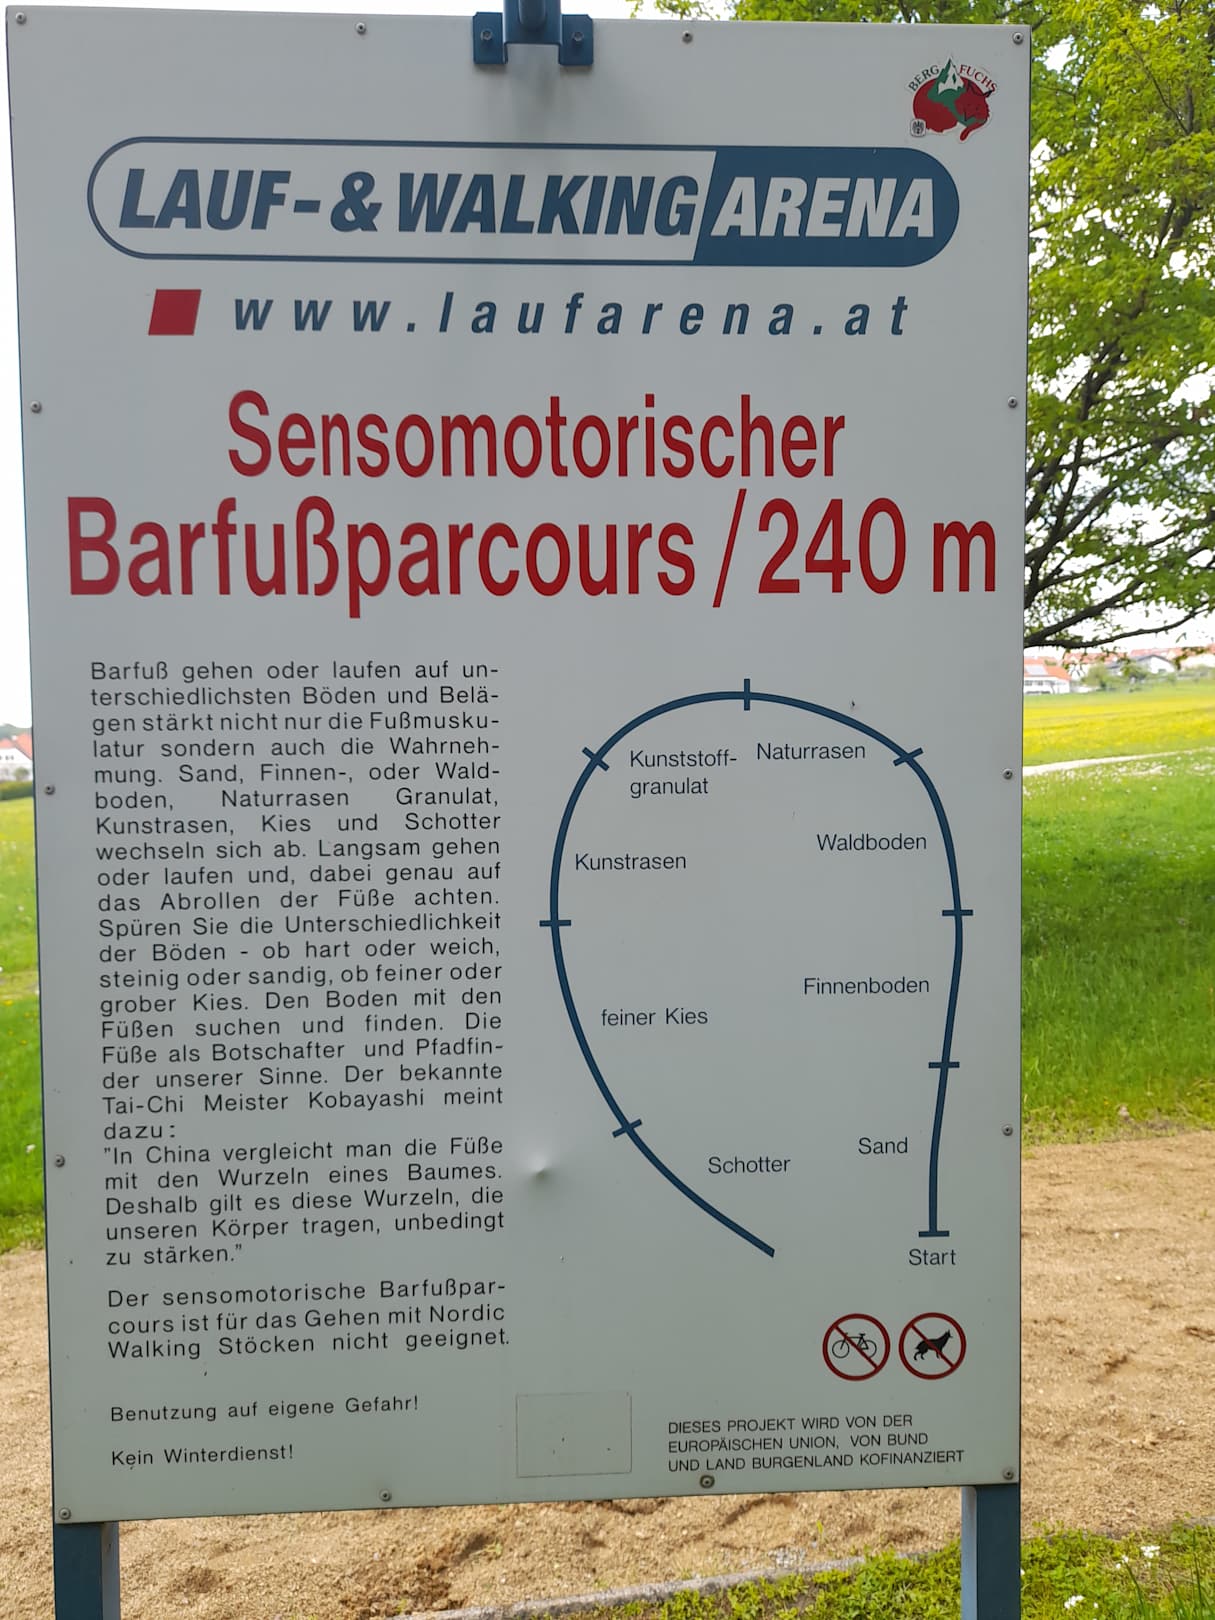 BERG FUCHS
LAUF-& WALKING ARENA
www.laufarena.at
Sensomotorischer
Barfußparcours / 240 m
Barfuß gehen oder laufen auf un-
terschiedlichsten Böden und Belä-
gen stärkt nicht nur die Fußmusku-
latur sondern auch die Wahrneh-
mung. Sand, Finnen-, oder Wald-
boden, Naturrasen Granulat,
Kunstrasen, Kies und Schotter
wechseln sich ab. Langsam gehen
oder laufen und, dabei genau auf
das Abrollen der Füße achten.
Spüren Sie die Unterschiedlichkeit
der Böden - ob hart oder weich,
steinig oder sandig, ob feiner oder
grober Kies. Den Boden mit den
Füßen suchen und finden. Die
Füße als Botschafter und Pfadfin-
der unserer Sinne. Der bekannte
Tai-Chi Meister Kobayashi meint
dazu:
"In China vergleicht man die Füße
mit den Wurzeln eines Baumes.
Deshalb gilt es diese Wurzeln, die
unseren Körper tragen, unbedingt
zu stärken."
Der sensomotorische Barfußpar-
cours ist für das Gehen mit Nordic
Walking Stöcken nicht geeignet.
Benutzung auf eigene Gefahr!
Kein Winterdienst!
Kunststoff-
granulat
Naturrasen
Waldboden
Kunstrasen
Finnenboden
feiner Kies
Sand
Schotter
Start
DIESES PROJEKT WIRD VON DER
EUROPÄISCHEN UNION, VON BUND
UND LAND BURGENLAND KOFINANZIERT